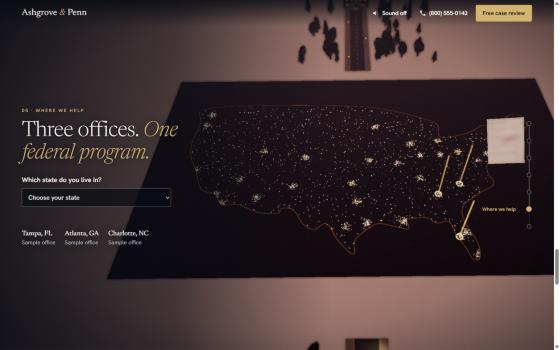 Ashgrove & Penn
Sound off
(800) 555-0142
Free case review
05 · WHERE WE HELP
Three offices. One
federal program.
Which state do you live in?
Choose your state
Where we help
Tampa, FL
Atlanta, GA
Charlotte, NC
Sample office
Sample office
Sample office